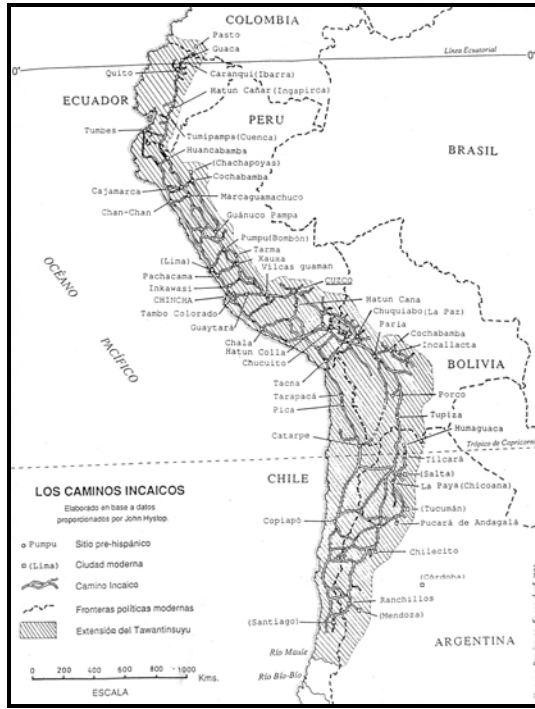 COLOMBIA
Pasto
Guaca
Línea Ecuatorial
0°
0°
Quito
Caranqui(Ibarra)
ECUADOR
Hatun Cañar(Ingapirca)
PERU
Tumbes
Tumipampa(Cuenca)
Huancabamba
BRASIL
(Chachapoyas)
Cochabamba
Cajamarca
Marcaguamachuco
Chan-Chan
Guánuco Pampa
Pumpu(Bombón)
Tarma
(Lima)
Xauxa
Vilcas guaman
OCÉANO
Pachacama
CUZCO
Inkawasi
CHINCHA
Hatun Cana
Tambo Colorado
Chuquiabo(La Paz)
Guaytará
Paria
PACÍFICO
Chala
Cochabamba
Hatun Colla
Incallacta
Chucuito
BOLIVIA
Tacna
Tarapacá
Porco
Pica
Tupiza
Humaguaca
Catarpe
Trópico de Capricornio
Tilcara
CHILE
(Salta)
La Paya(Chicoana)
LOS CAMINOS INCAICOS
Elaborado en base a datos
proporcionados por John Hyslop.
(Tucumán)
Copiapó
Pucará de Andagalá
Pumpu Sitio pre-hispánico
Chilecito
(Lima) Ciudad moderna
(Córdoba)
Camino Incaico
Ranchillos
Fronteras políticas modernas
(Mendoza)
(Santiago)
Extensión del Tawantinsuyu
ARGENTINA
Río Maule
0 200 400 600 800 1000 Kms.
Río Bío-Bío
ESCALA